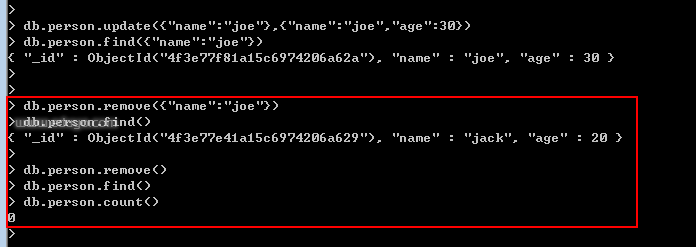 >
> db.person.update({"name":"joe"},{"name":"joe","age":30})
> db.person.find({"name":"joe"})
{ "_id" : ObjectId("4f3e77f81a15c6974206a62a"), "name" : "joe", "age" : 30 }
>
>
> db.person.remove({"name":"joe"})
> db.person.find()
{ "_id" : ObjectId("4f3e77e41a15c6974206a629"), "name" : "jack", "age" : 20 }
>
> db.person.remove()
> db.person.find()
> db.person.count()
0
>